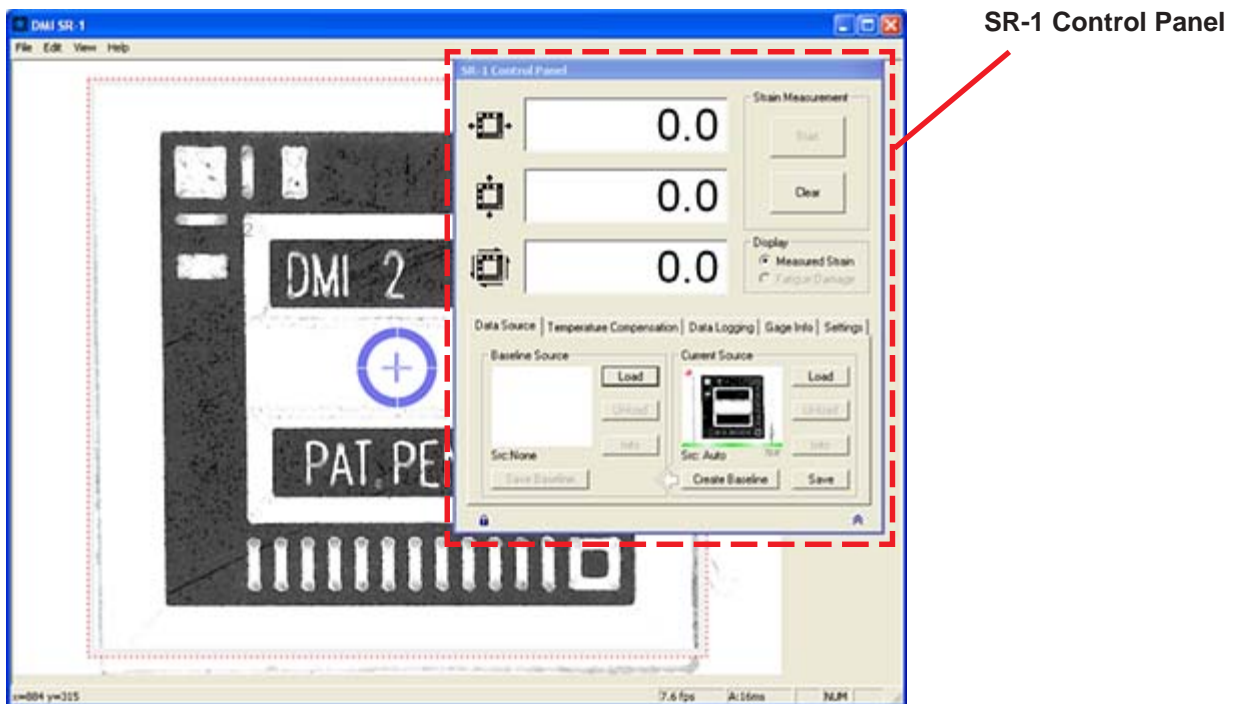 DMI SR-1
SR-1 Control Panel
File Edit View Help
SR-1 Control Panel
Strain Measurement
0.0
Start
Clear
0.0
Display
Measured Strain
Fatigue Damage
0.0
2
DMI 2
Data Source Temperature Compensation Data Logging Gage Info Settings
Baseline Source Current Source
Load Load
Unload Unload
Info Info
Src:None Src: Auto
Save Baseline Create Baseline Save
PAT. PE
x=884 y=315 7.6 fps A:16ms NUM